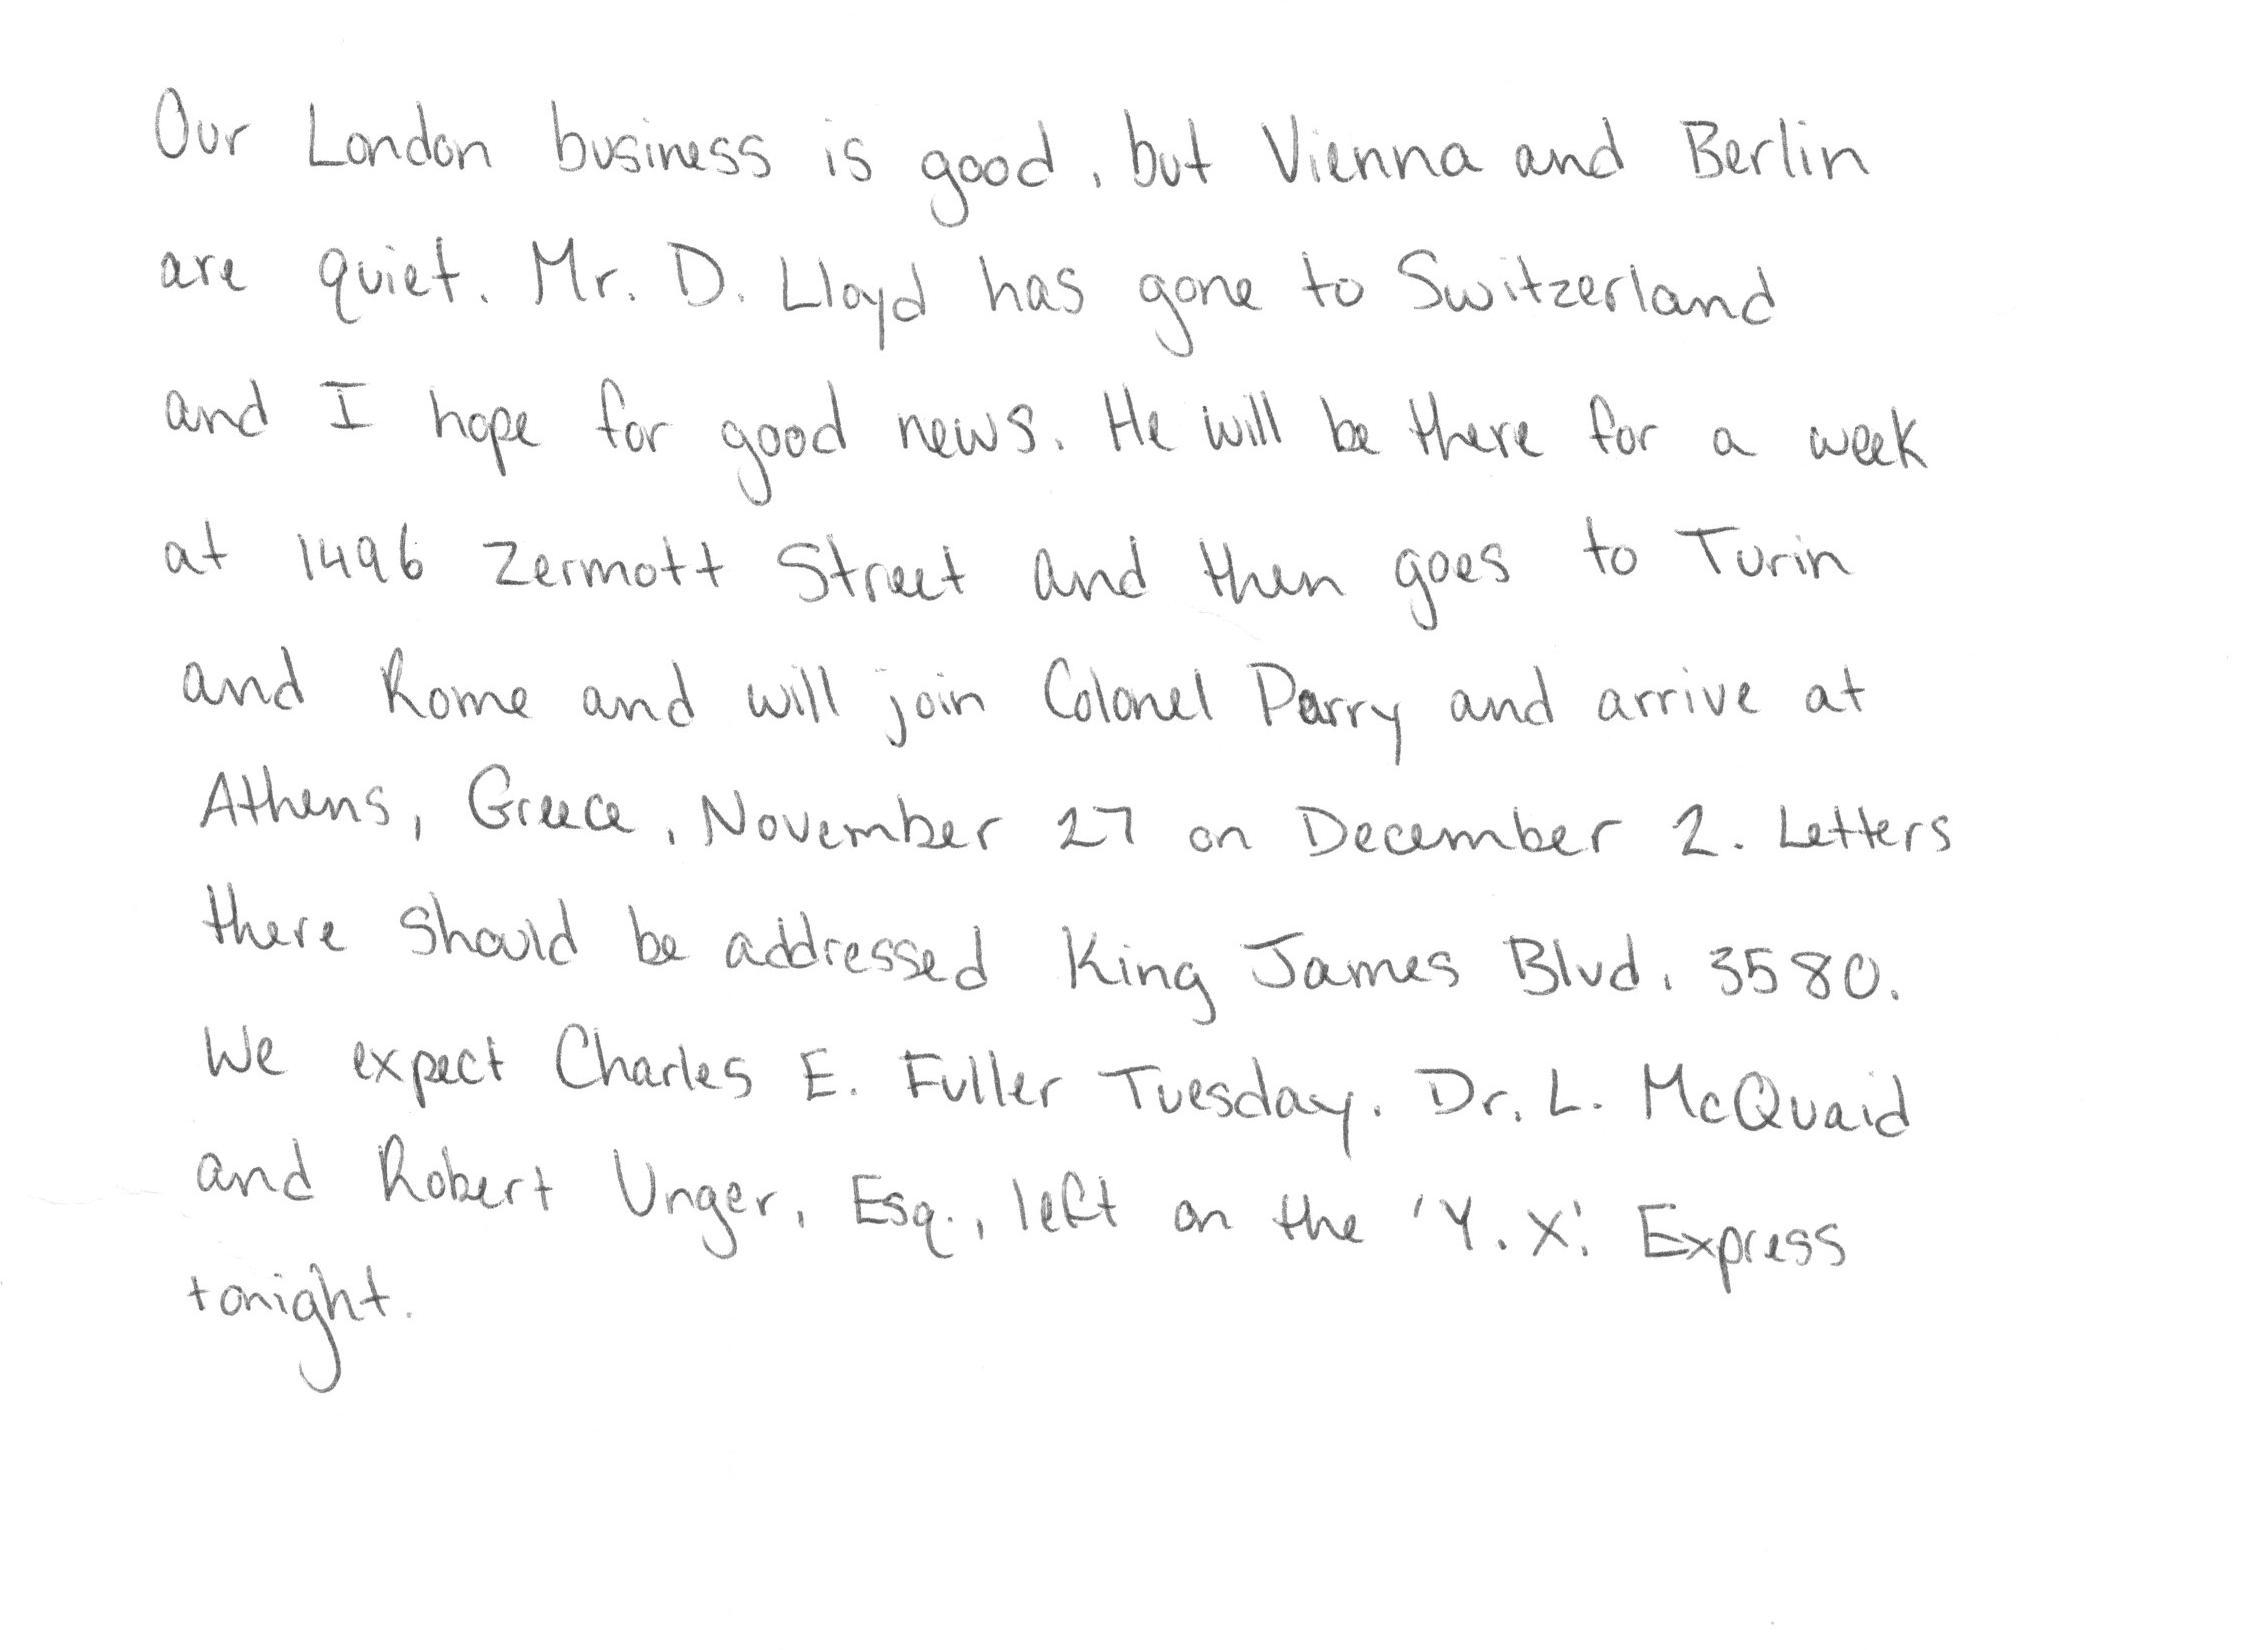 Our London business is good, but Vienna and Berlin
are quiet. Mr. D. Lloyd has gone to Switzerland
and I hope for good news. He will be there for a week
at 1496 Zermott Street and then goes to Turin
and Rome and will join Colonel Parry and arrive at
Athens, Greece, November 27 on December 2. Letters
there should be addressed King James Blvd. 3580.
We expect Charles E. Fuller Tuesday. Dr. L. McQuaid
and Robert Unger, Esq., left on the 'Y. X.' Express
tonight.